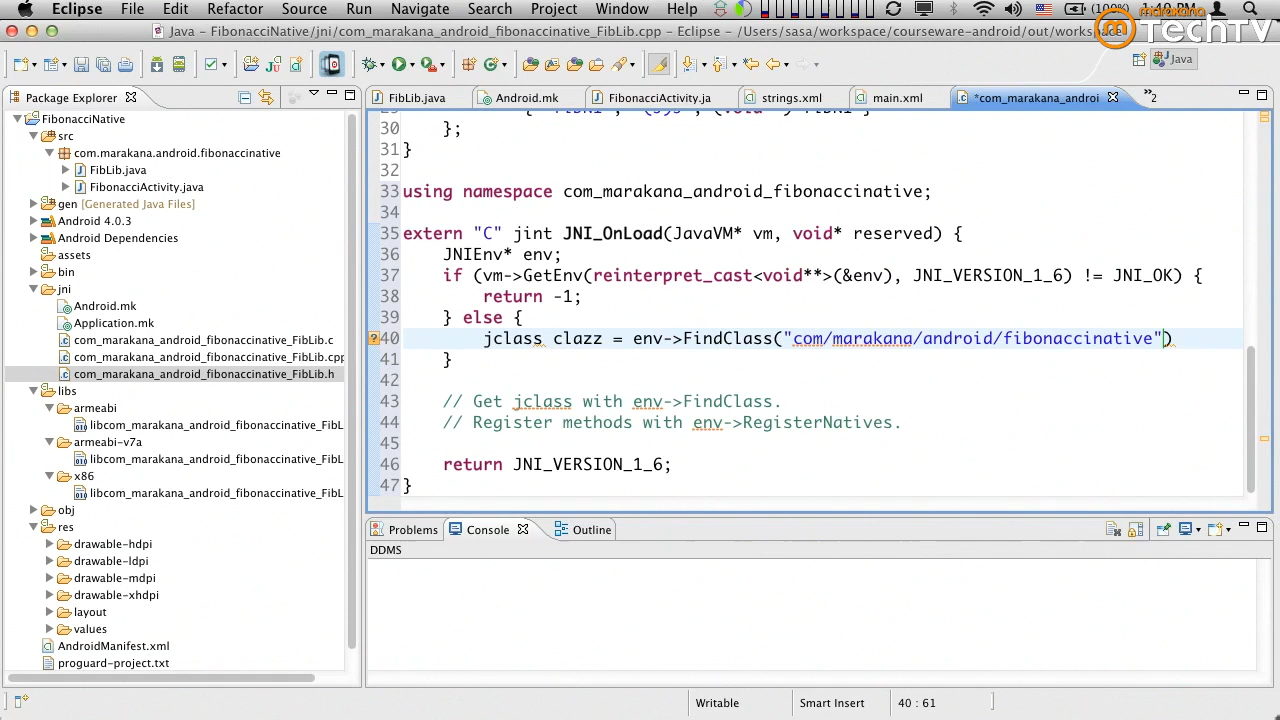 Eclipse File Edit Refactor Source Run Navigate Search Project Window Help (100%) 1:40 PM
marakana TechTV
Java – FibonacciNative/jni/com_marakana_android_fibonaccinative_FibLib.cpp – Eclipse – /Users/sasa/workspace/courseware-android/out/workspace
Java
Package Explorer
FibLib.java Android.mk FibonacciActivity.ja strings.xml main.xml *com_marakana_androi »2
FibonacciNative
src
com.marakana.android.fibonaccinative
FibLib.java
FibonacciActivity.java
gen [Generated Java Files]
Android 4.0.3
Android Dependencies
assets
bin
jni
Android.mk
Application.mk
com_marakana_android_fibonaccinative_FibLib.c
com_marakana_android_fibonaccinative_FibLib.cpp
com_marakana_android_fibonaccinative_FibLib.h
libs
armeabi
libcom_marakana_android_fibonaccinative_FibL
armeabi-v7a
libcom_marakana_android_fibonaccinative_FibL
x86
libcom_marakana_android_fibonaccinative_FibL
obj
res
drawable-hdpi
drawable-ldpi
drawable-mdpi
drawable-xhdpi
layout
values
AndroidManifest.xml
proguard-project.txt
30 };
31 }
32
33 using namespace com_marakana_android_fibonaccinative;
34
35 extern "C" jint JNI_OnLoad(JavaVM* vm, void* reserved) {
36 JNIEnv* env;
37 if (vm->GetEnv(reinterpret_cast<void**>(&env), JNI_VERSION_1_6) != JNI_OK) {
38 return -1;
39 } else {
40 jclass clazz = env->FindClass("com/marakana/android/fibonaccinative")
41 }
42
43 // Get jclass with env->FindClass.
44 // Register methods with env->RegisterNatives.
45
46 return JNI_VERSION_1_6;
47 }
Problems Console Outline
DDMS
Writable Smart Insert 40 : 61